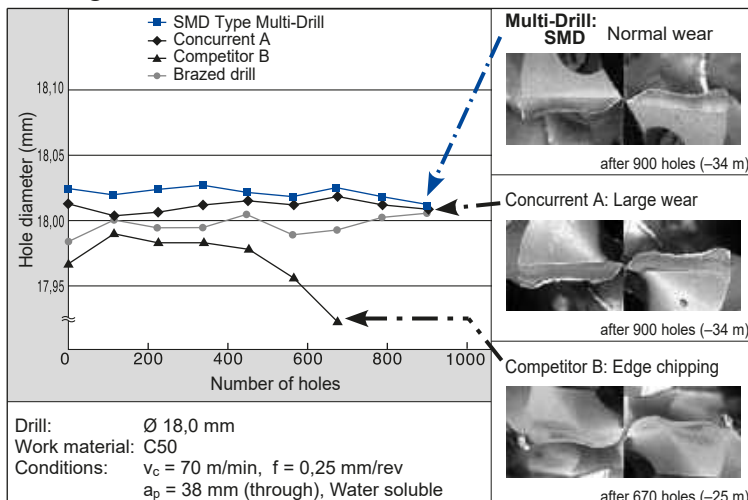 SMD Type Multi-Drill
Concurrent A
Competitor B
Brazed drill
Hole diameter (mm)
18,10
18,05
18,00
17,95
0 200 400 600 800 1000
Number of holes
Drill: Ø 18,0 mm
Work material: C50
Conditions: vc = 70 m/min, f = 0,25 mm/rev
ap = 38 mm (through), Water soluble
Multi-Drill:
SMD Normal wear
after 900 holes (–34 m)
Concurrent A: Large wear
after 900 holes (–34 m)
Competitor B: Edge chipping
after 670 holes (–25 m)